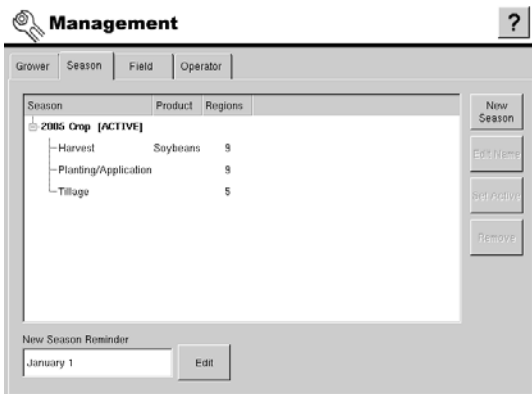 Management
?
Grower Season Field Operator
Season Product Regions
2005 Crop [ACTIVE]
Harvest Soybeans 9
Planting/Application 9
Tillage 5
New Season
Edit Name
Set Active
Remove
New Season Reminder
January 1
Edit